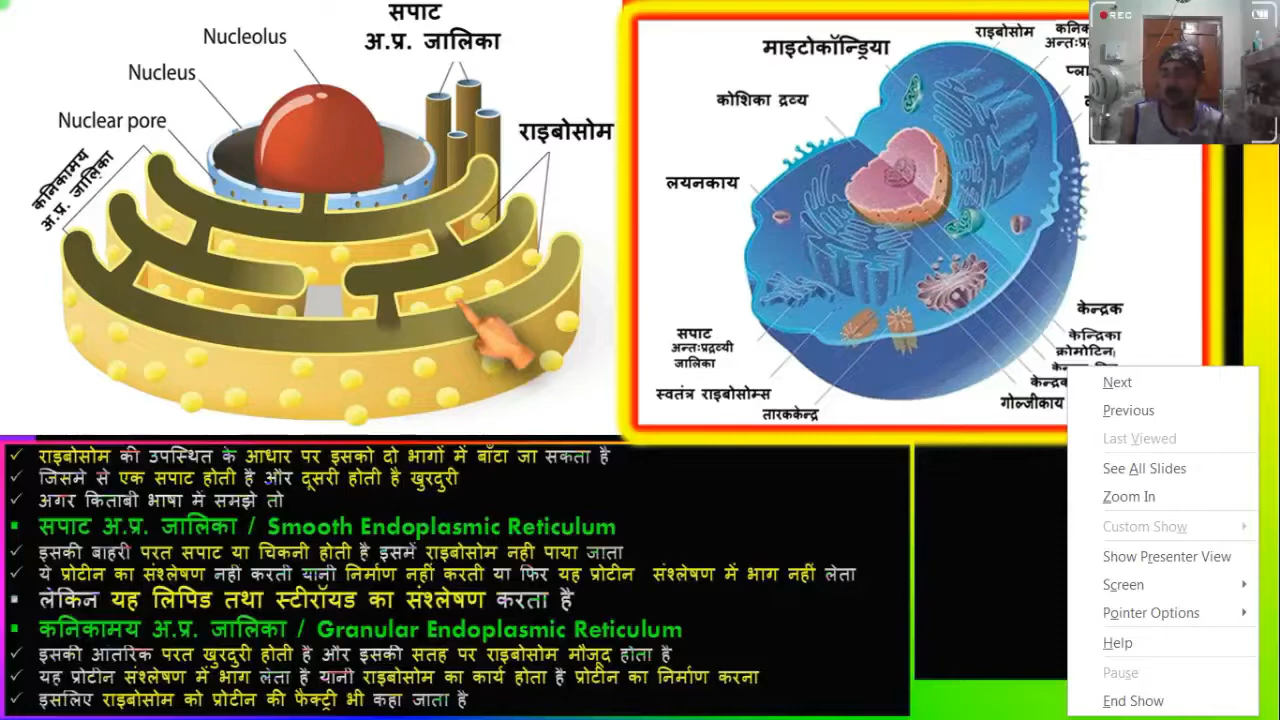 सपाट
अ.प्र. जालिका
Nucleolus
Nucleus
Nuclear pore
कनिकामय
अ.प्र. जालिका
राइबोसोम
माइटोकॉन्ड्रिया
राइबोसोम
कोशिका द्रव्य
लयनकाय
सपाट
अन्तःप्रद्रव्यी
जालिका
स्वतंत्र राइबोसोम्स
तारककेन्द्र
केन्द्रक
केन्द्रिका
क्रोमोटिन
गोल्जीकाय
REC
राइबोसोम की उपस्थित के आधार पर इसको दो भागों में बाँटा जा सकता है
जिसमे से एक सपाट होती है और दूसरी होती है खुरदुरी
अगर किताबी भाषा में समझे तो
सपाट अ.प्र. जालिका / Smooth Endoplasmic Reticulum
इसकी बाहरी परत सपाट या चिकनी होती है इसमें राइबोसोम नही पाया जाता
ये प्रोटीन का संश्लेषण नही करती यानी निर्माण नहीं करती या फिर यह प्रोटीन संश्लेषण में भाग नहीं लेता
लेकिन यह लिपिड तथा स्टीरॉयड का संश्लेषण करता है
कनिकामय अ.प्र. जालिका / Granular Endoplasmic Reticulum
इसकी आतंरिक परत खुरदुरी होती है और इसकी सतह पर राइबोसोम मौजूद होता है
यह प्रोटीन संश्लेषण में भाग लेता है यानी राइबोसोम का कार्य होता है प्रोटीन का निर्माण करना
इसलिए राइबोसोम को प्रोटीन की फैक्ट्री भी कहा जाता है
Next
Previous
Last Viewed
See All Slides
Zoom In
Custom Show
Show Presenter View
Screen
Pointer Options
Help
Pause
End Show